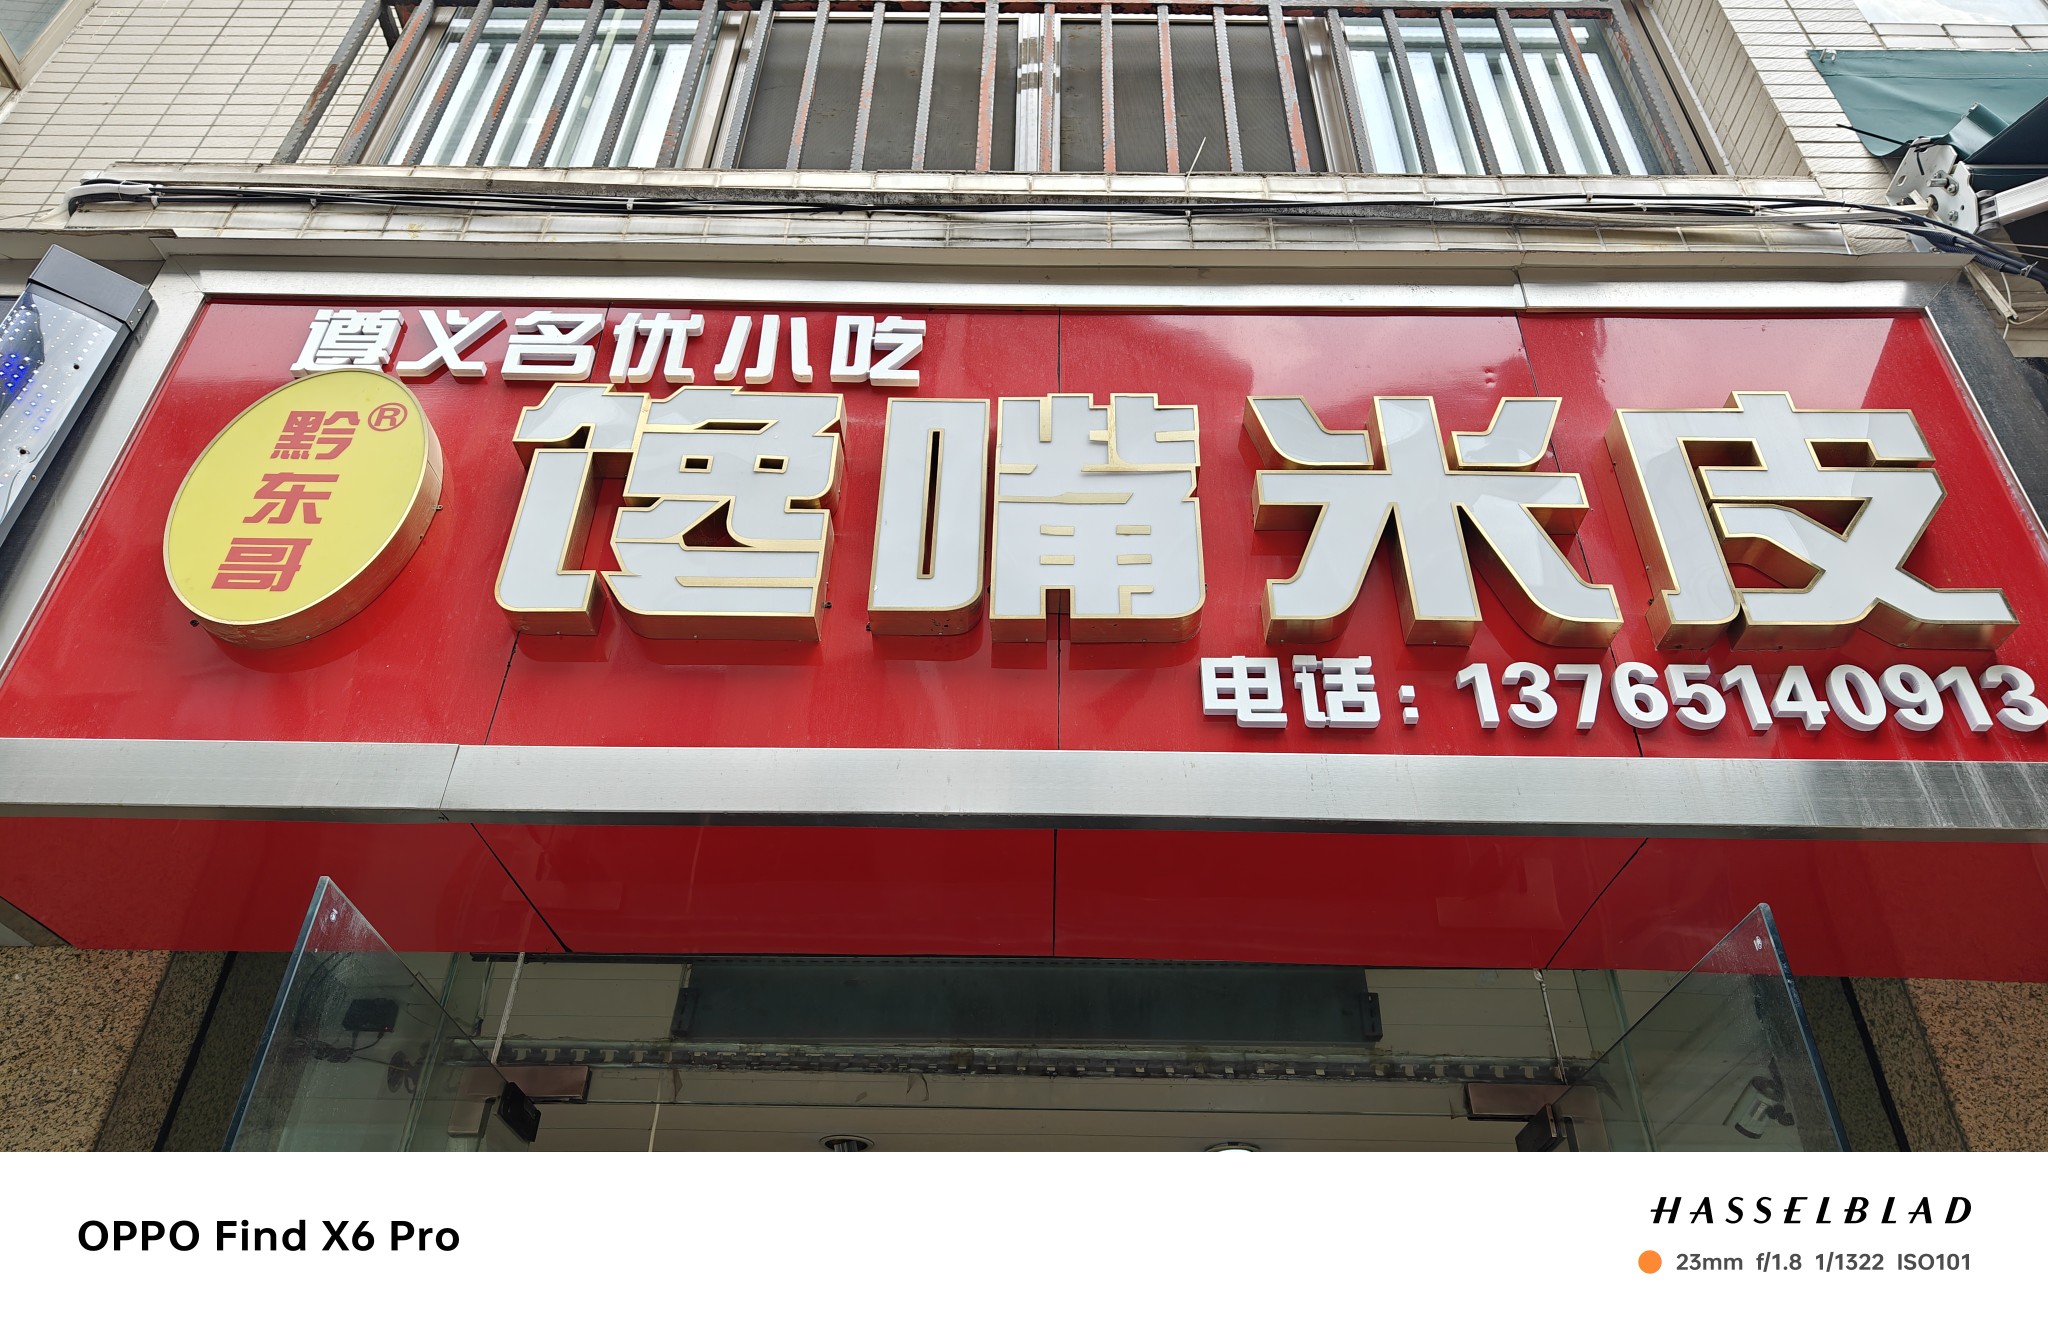 遵义名优小吃
黔东哥®
馋嘴米皮
电话：13765140913
OPPO Find X6 Pro
HASSELBLAD
23mm f/1.8 1/1322 ISO101